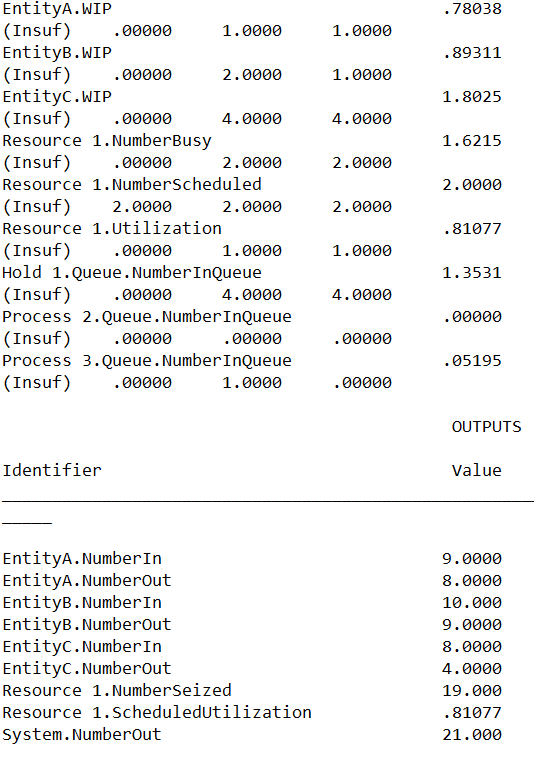 EntityA.WIP .78038
(Insuf) .00000 1.0000 1.0000
EntityB.WIP .89311
(Insuf) .00000 2.0000 1.0000
EntityC.WIP 1.8025
(Insuf) .00000 4.0000 4.0000
Resource 1.NumberBusy 1.6215
(Insuf) .00000 2.0000 2.0000
Resource 1.NumberScheduled 2.0000
(Insuf) 2.0000 2.0000 2.0000
Resource 1.Utilization .81077
(Insuf) .00000 1.0000 1.0000
Hold 1.Queue.NumberInQueue 1.3531
(Insuf) .00000 4.0000 4.0000
Process 2.Queue.NumberInQueue .00000
(Insuf) .00000 .00000 .00000
Process 3.Queue.NumberInQueue .05195
(Insuf) .00000 1.0000 .00000
OUTPUTS
Identifier Value
EntityA.NumberIn 9.0000
EntityA.NumberOut 8.0000
EntityB.NumberIn 10.000
EntityB.NumberOut 9.0000
EntityC.NumberIn 8.0000
EntityC.NumberOut 4.0000
Resource 1.NumberSeized 19.000
Resource 1.ScheduledUtilization .81077
System.NumberOut 21.000